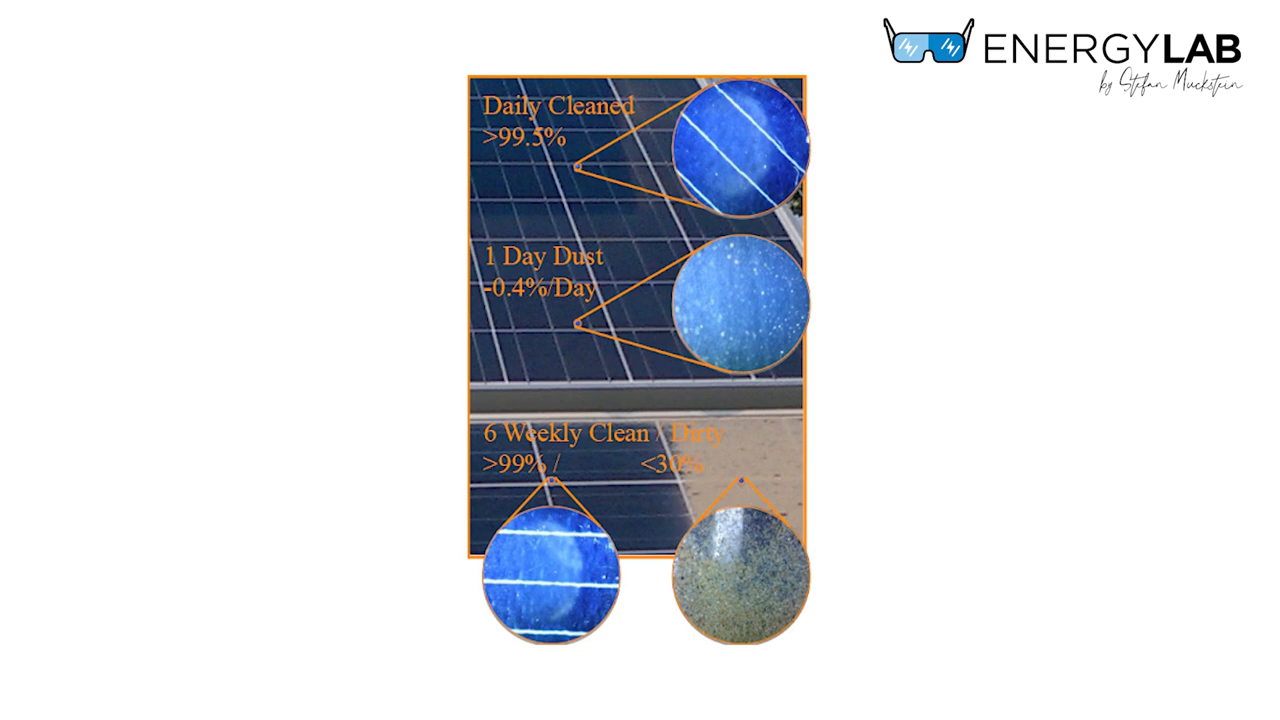 ENERGYLAB
by Stefan Muckstein
Daily Cleaned
>99.5%
1 Day Dust
-0.4%/Day
6 Weekly Clean / Dirty
>99% / <30%